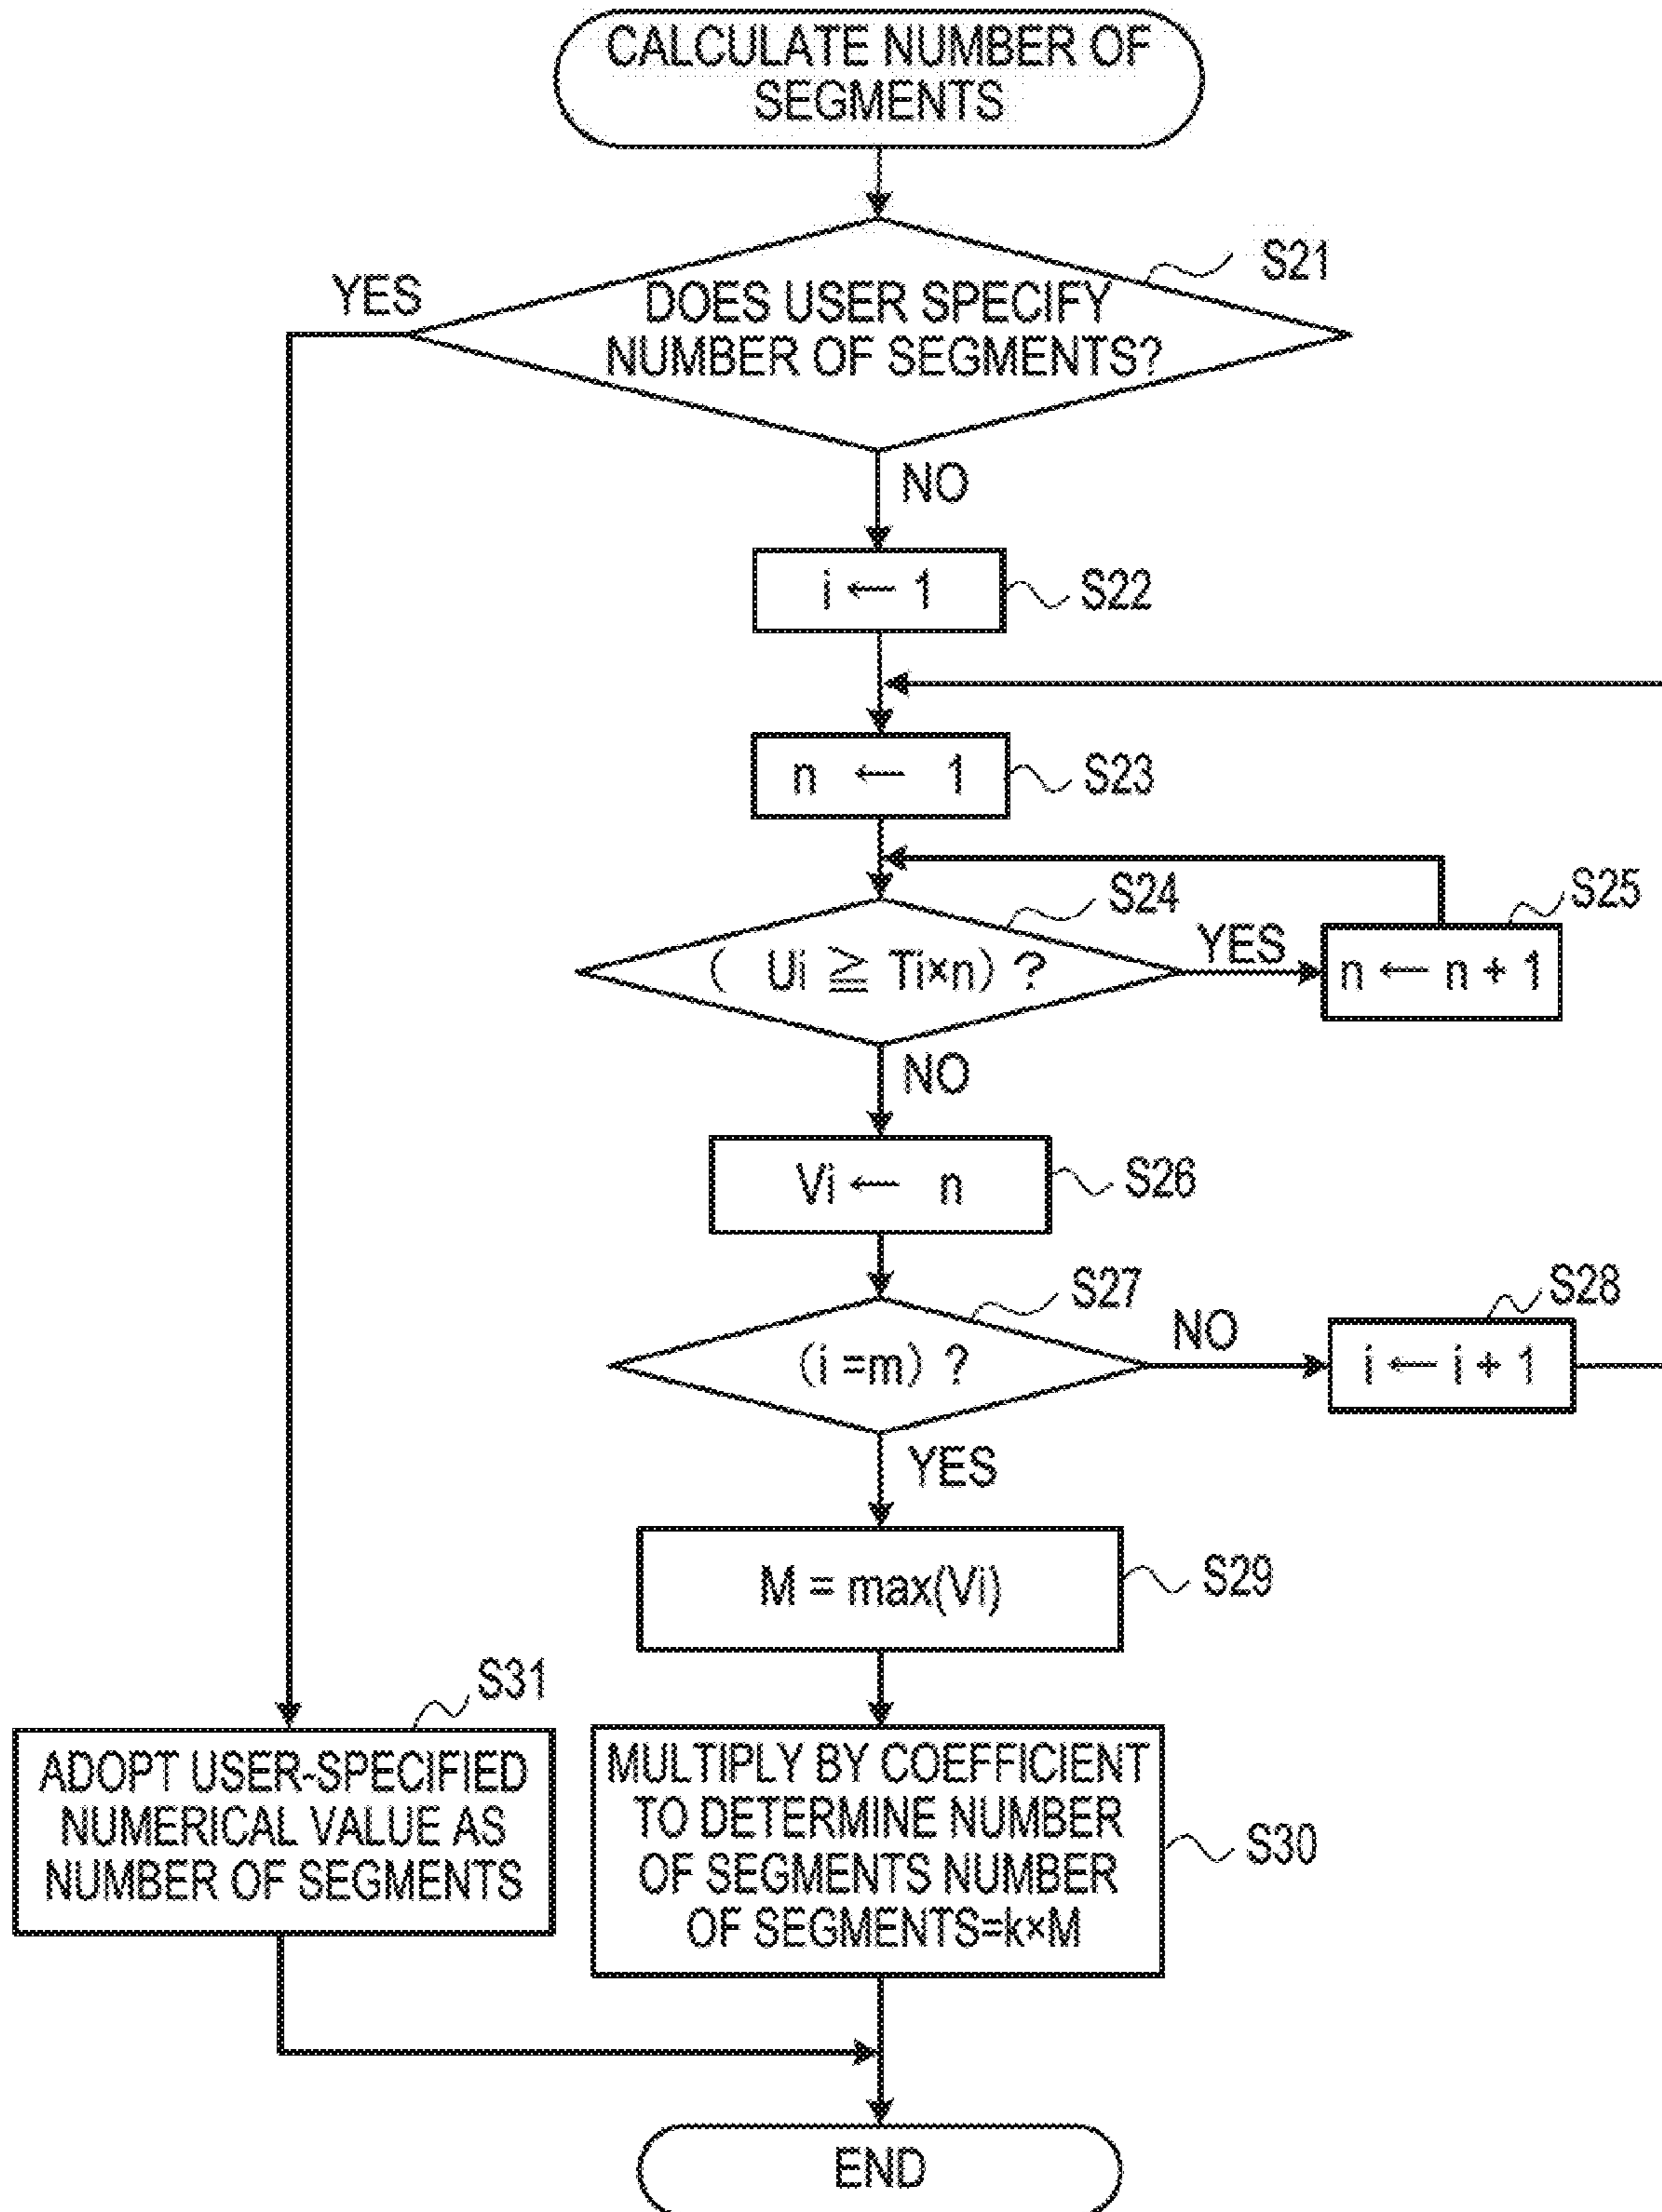 CALCULATE NUMBER OF
SEGMENTS
S21
YES
DOES USER SPECIFY
NUMBER OF SEGMENTS?
NO
i ← 1
S22
n ← 1
S23
S24
S25
( Ui ≧ Ti×n) ?
YES
n ← n + 1
NO
Vi ← n
S26
S27
S28
(i =m) ?
NO
i ← i + 1
YES
M = max(Vi)
S29
S31
ADOPT USER-SPECIFIED
NUMERICAL VALUE AS
NUMBER OF SEGMENTS
MULTIPLY BY COEFFICIENT
TO DETERMINE NUMBER
OF SEGMENTS NUMBER
OF SEGMENTS=k×M
S30
END